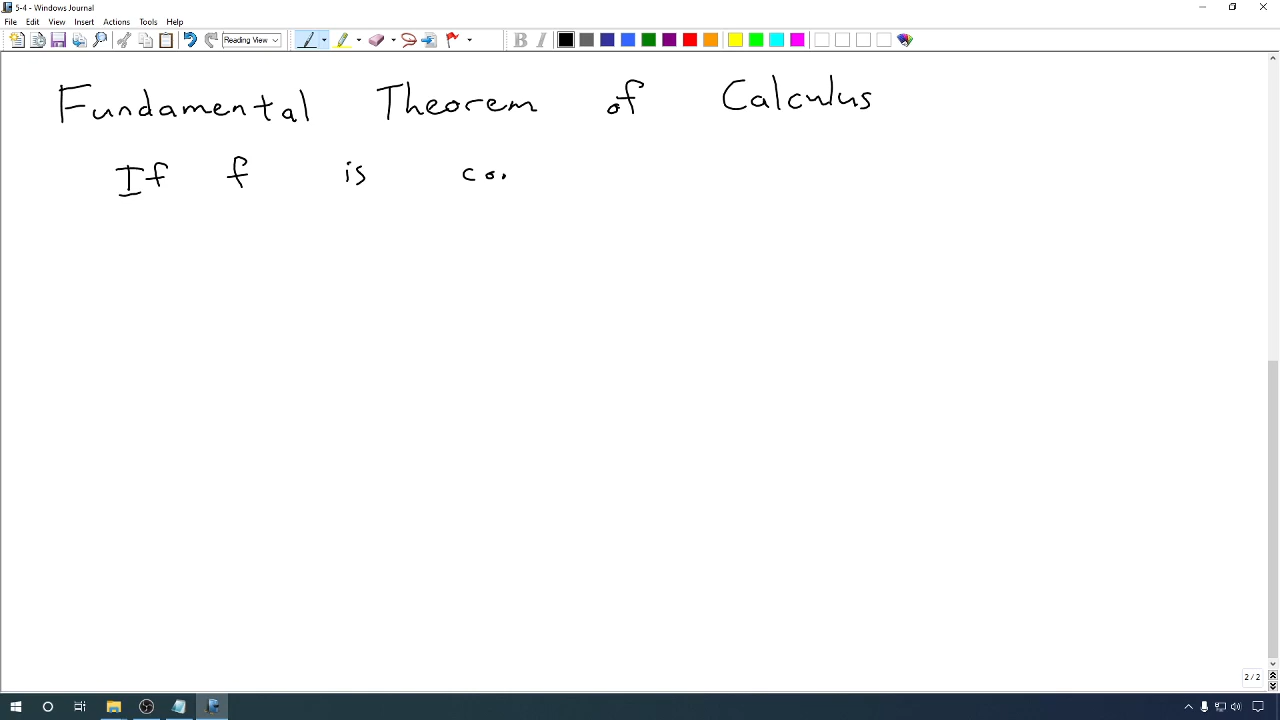 5-4 - Windows Journal
File Edit View Insert Actions Tools Help
Reading View
Fundamental Theorem of Calculus
If f is co
2 / 2